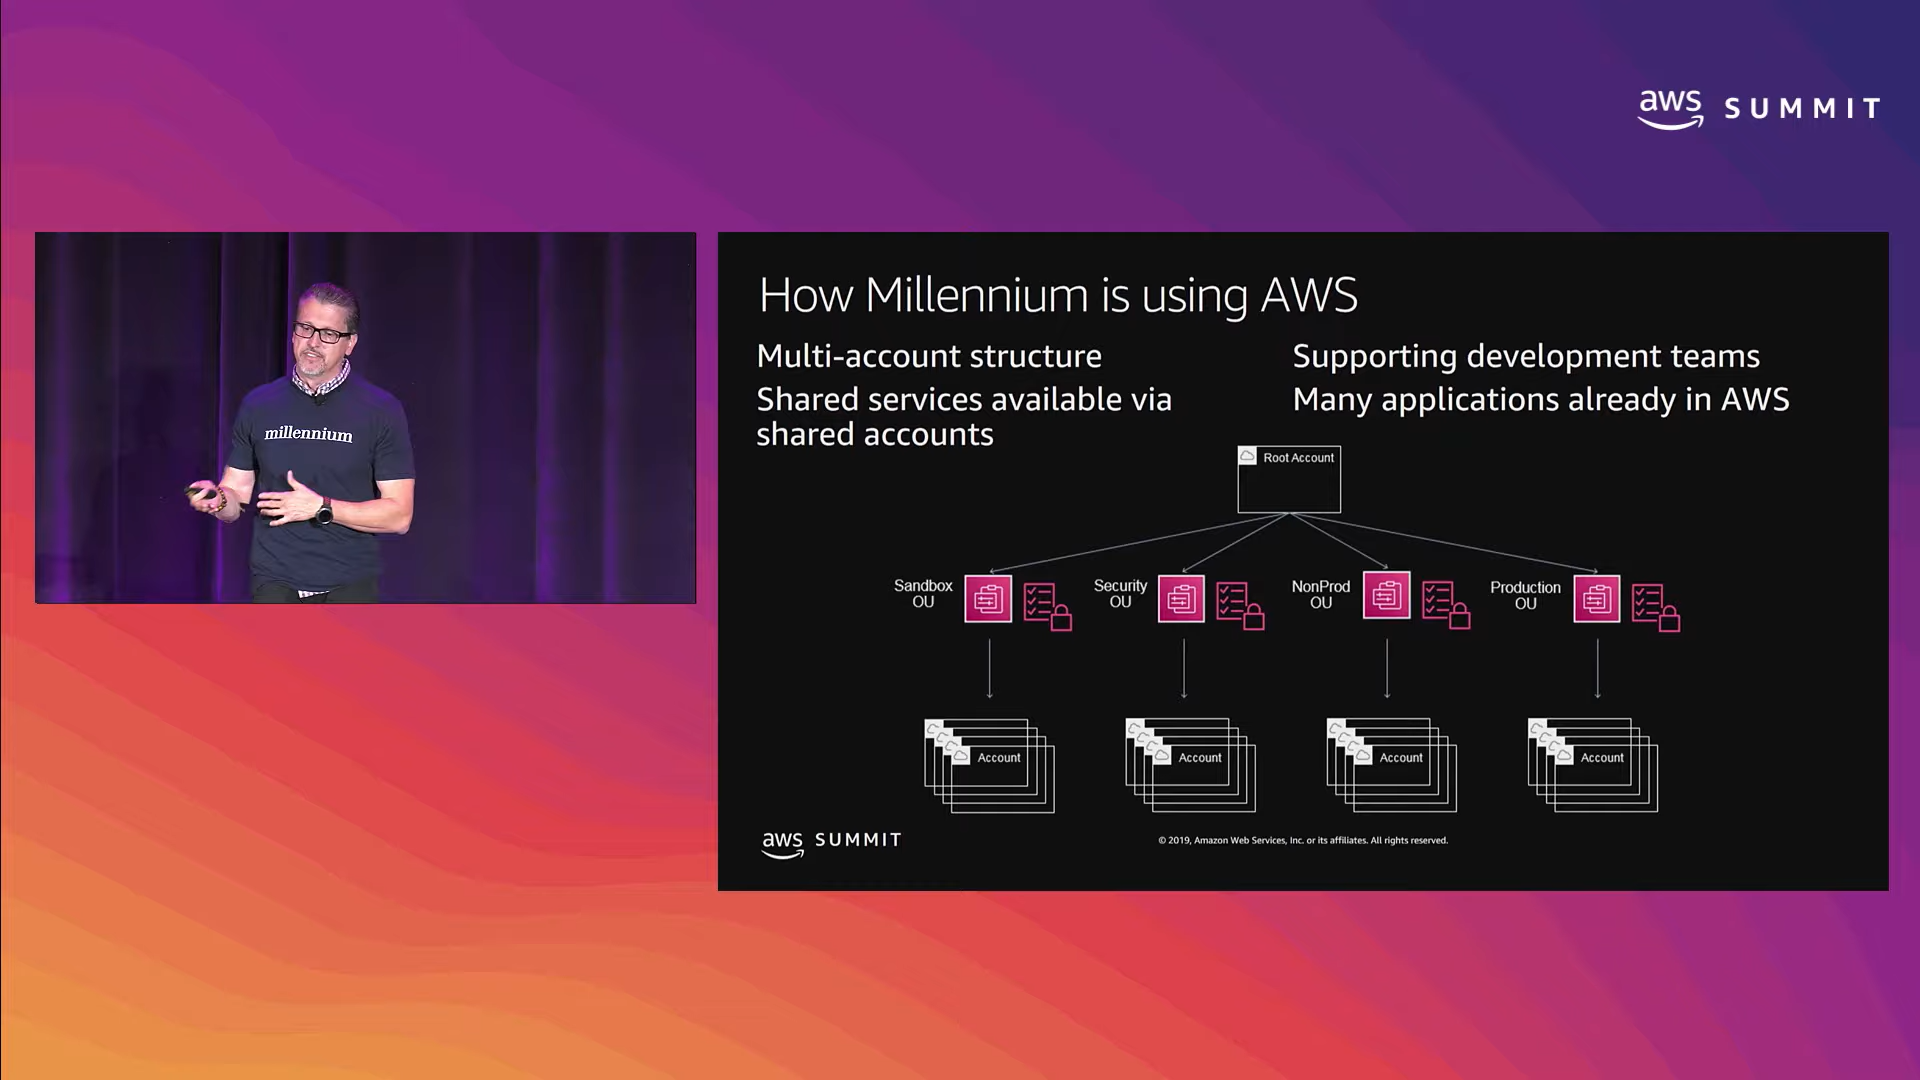 aws SUMMIT
millennium
How Millennium is using AWS
Multi-account structure
Shared services available via
shared accounts
Supporting development teams
Many applications already in AWS
Root Account
Sandbox
OU
Security
OU
NonProd
OU
Production
OU
Account
Account
Account
Account
aws SUMMIT
© 2019, Amazon Web Services, Inc. or its affiliates. All rights reserved.